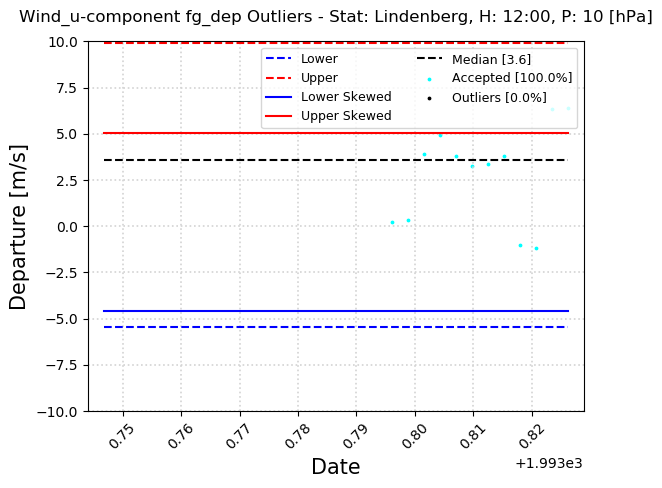 Wind_u-component fg_dep Outliers - Stat: Lindenberg, H: 12:00, P: 10 [hPa]
10.0
7.5
5.0
2.5
0.0
−2.5
−5.0
−7.5
−10.0
Departure [m/s]
Lower
Upper
Lower Skewed
Upper Skewed
Median [3.6]
Accepted [100.0%]
Outliers [0.0%]
0.75
0.76
0.77
0.78
0.79
0.80
0.81
0.82
+1.993e3
Date